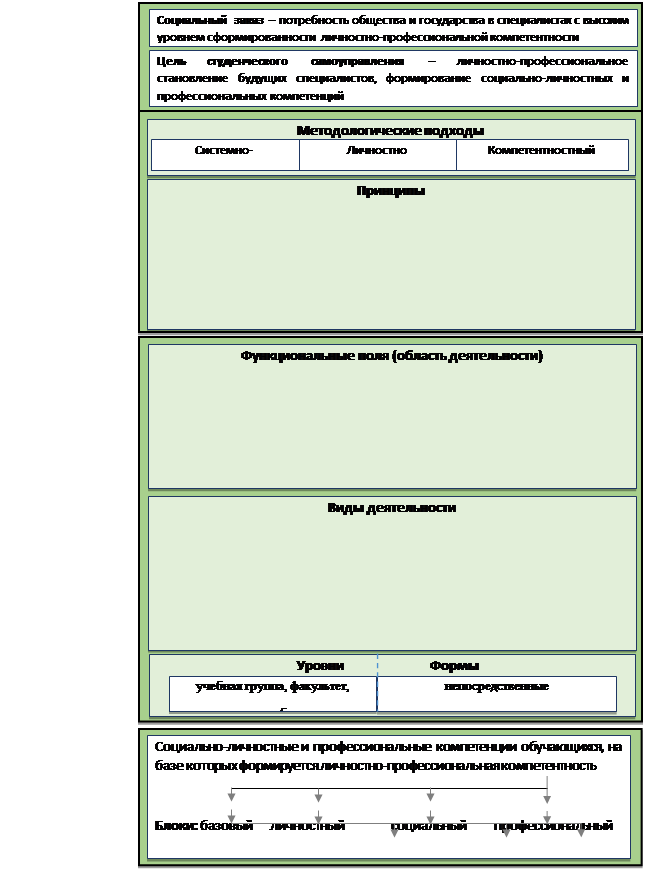 Социальный заказ – потребность общества и государства в специалистах с высоким
уровнем сформированности личностно-профессиональной компетентности
Цель студенческого самоуправления – личностно-профессиональное
становление будущих специалистов, формирование социально-личностных и
профессиональных компетенций
Методологические подходы
Системно- Личностно Компетентностный
Принципы
Функциональные поля (область деятельности)
Виды деятельности
Уровни Формы
учебная группа, факультет, непосредственные
Социально-личностные и профессиональные компетенции обучающихся, на
базе которых формируется личностно-профессиональная компетентность
Блоки: базовый личностный социальный профессиональный